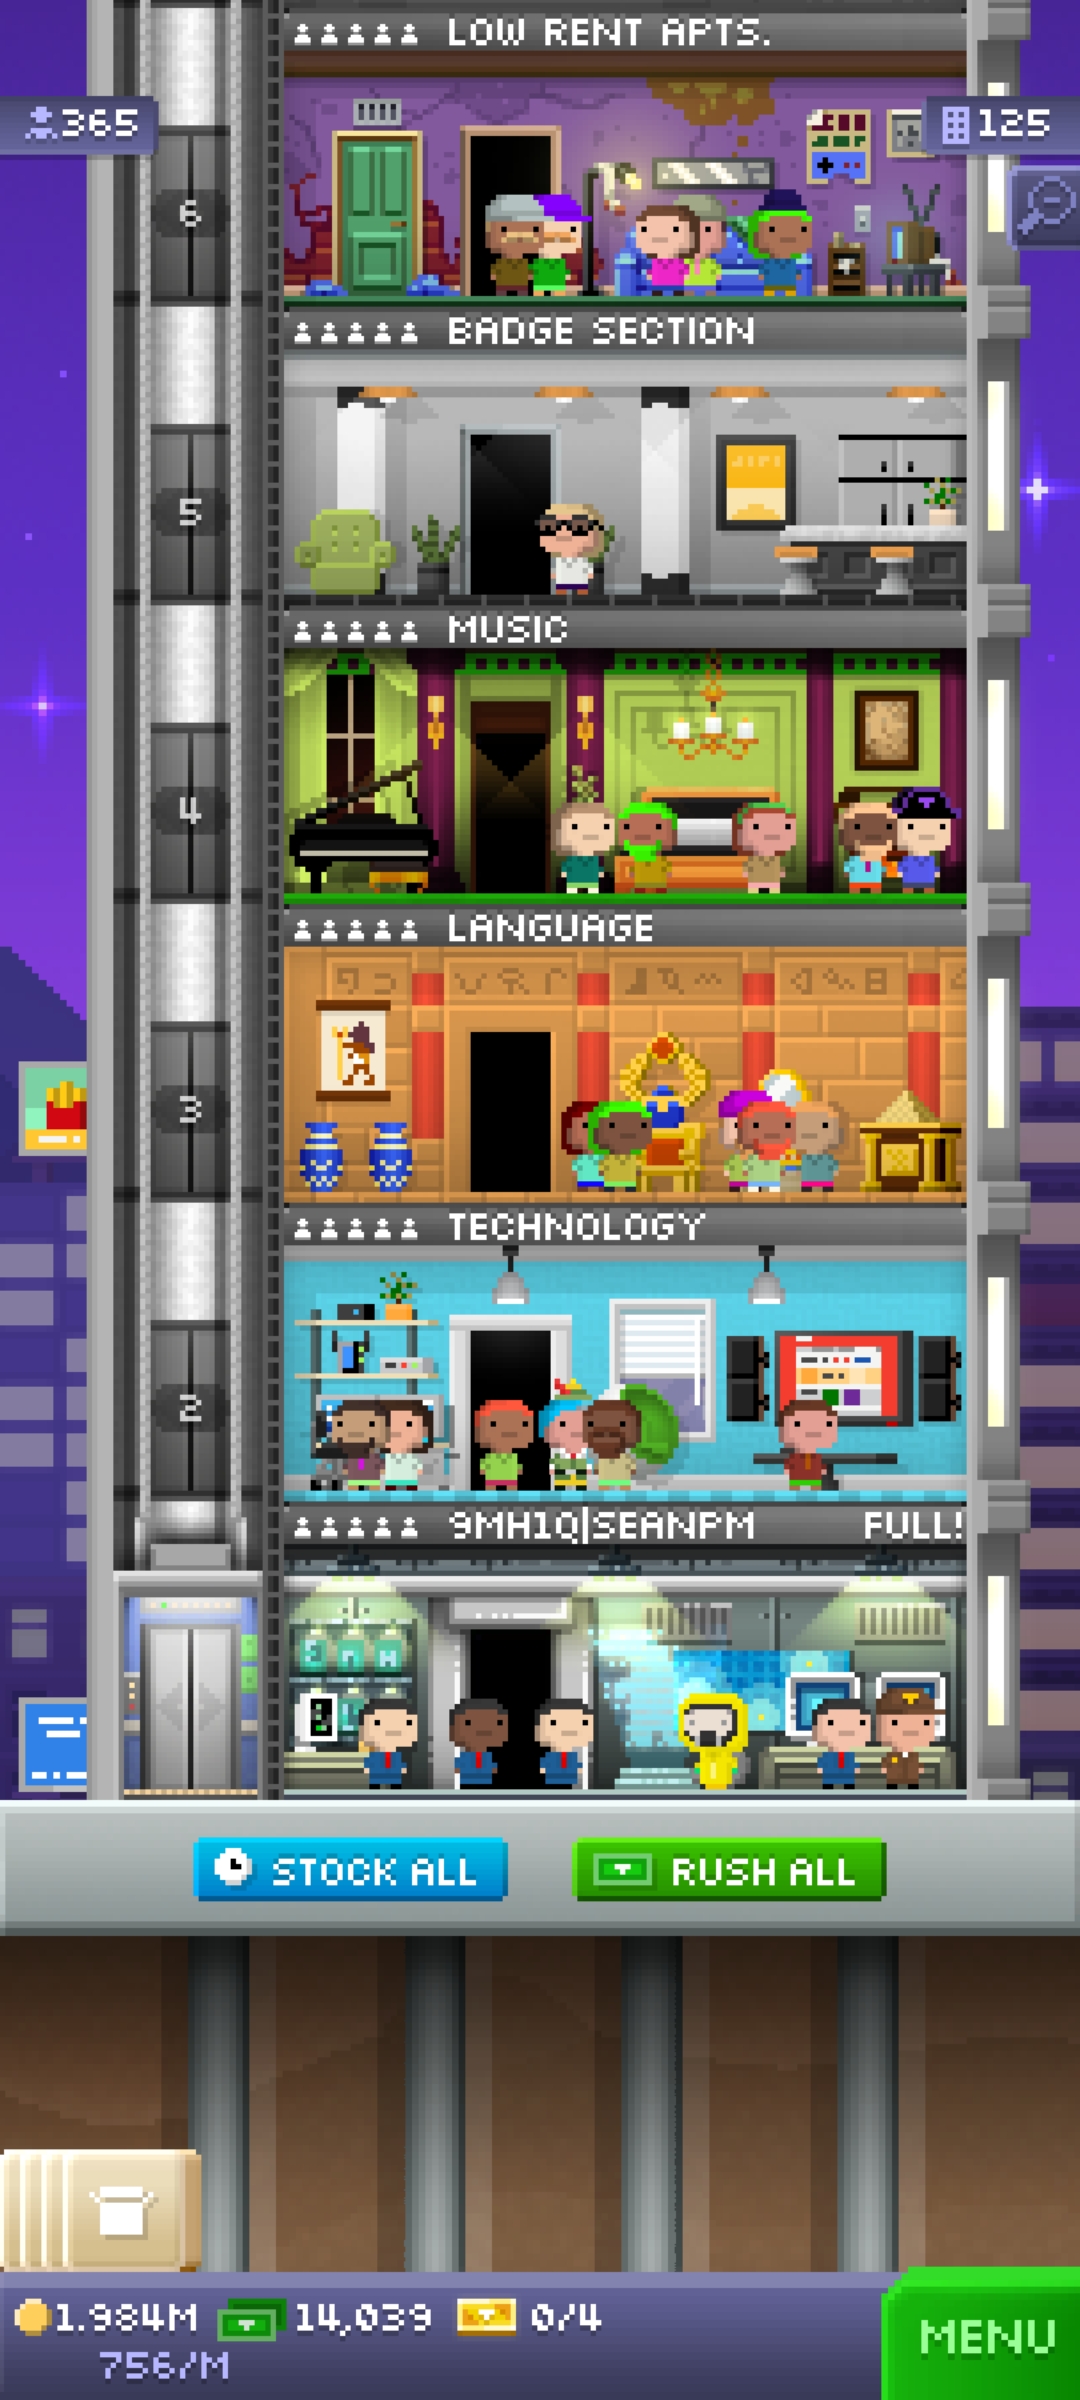 LOW RENT APTS.
365
125
6
BADGE SECTION
5
MUSIC
4
LANGUAGE
3
TECHNOLOGY
2
9MH1Q|SEANPM FULL!
STOCK ALL
RUSH ALL
1.984M 14,039 0/4
756/M
MENU